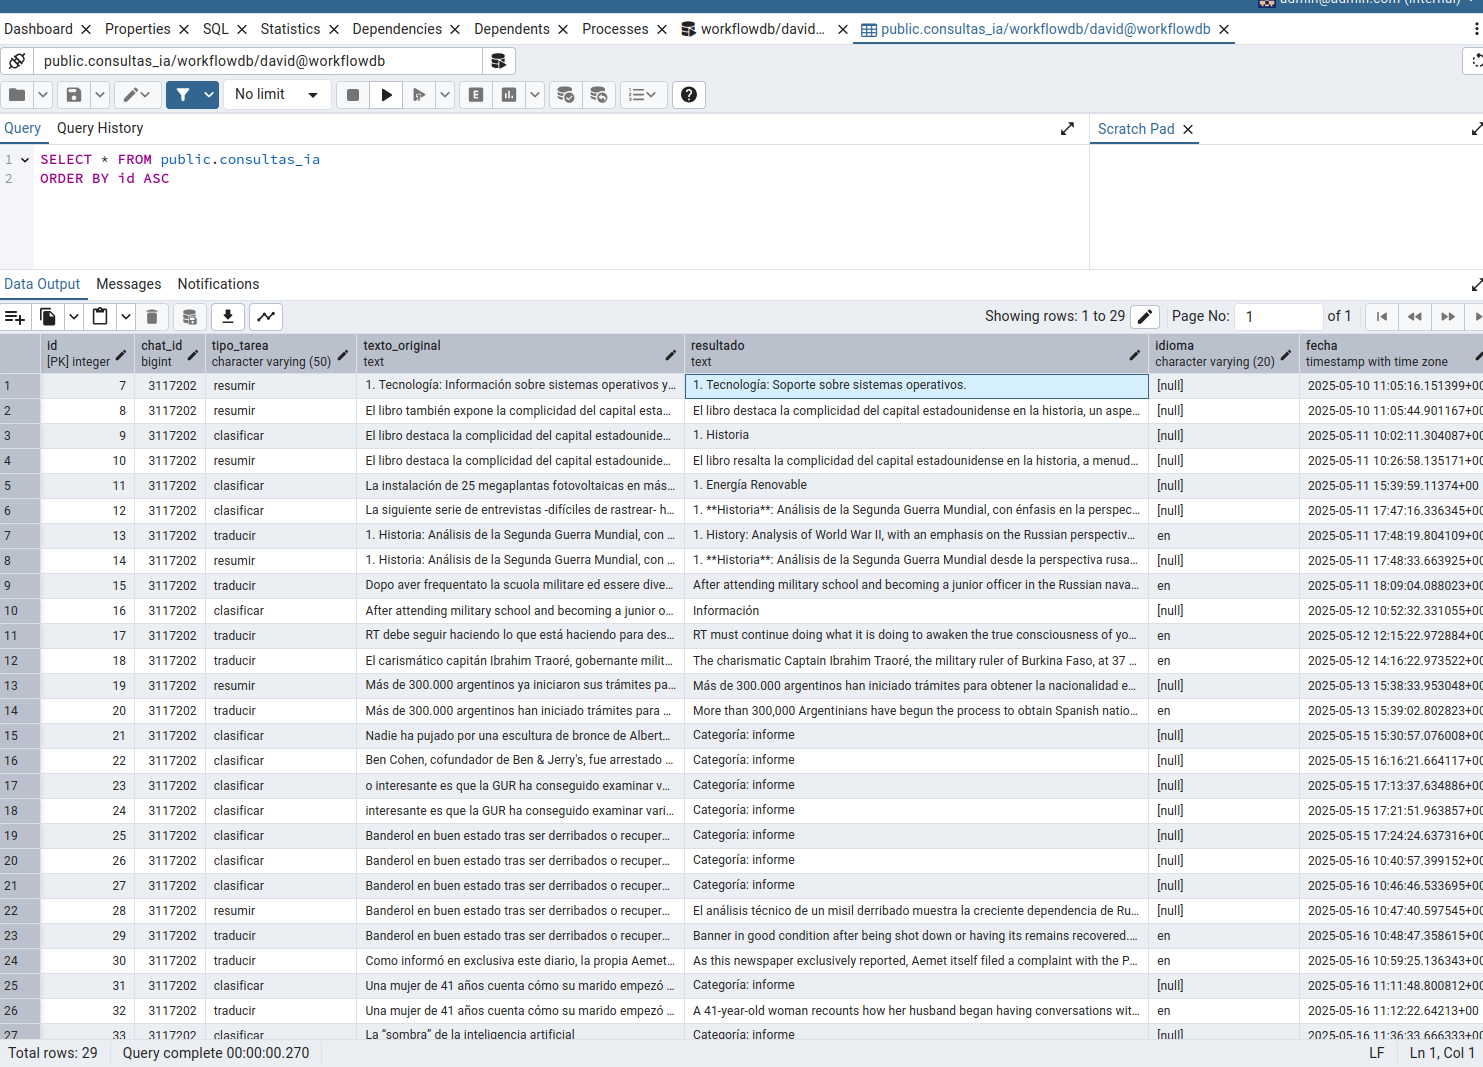 admin@admin.com (internal)
Dashboard Properties SQL Statistics Dependencies Dependents Processes workflowdb/david... public.consultas_ia/workflowdb/david@workflowdb
public.consultas_ia/workflowdb/david@workflowdb
No limit
Query Query History Scratch Pad
1 SELECT * FROM public.consultas_ia
2 ORDER BY id ASC
Data Output Messages Notifications
Showing rows: 1 to 29 Page No: 1 of 1
id chat_id tipo_tarea texto_original resultado idioma fecha
[PK] integer bigint character varying (50) text text character varying (20) timestamp with time zone
1 7 3117202 resumir 1. Tecnología: Información sobre sistemas operativos y... 1. Tecnología: Soporte sobre sistemas operativos. [null] 2025-05-10 11:05:16.151399+00
2 8 3117202 resumir El libro también expone la complicidad del capital esta... El libro destaca la complicidad del capital estadounidense en la historia, un aspe... [null] 2025-05-10 11:05:44.901167+00
3 9 3117202 clasificar El libro destaca la complicidad del capital estadounide... 1. Historia [null] 2025-05-11 10:02:11.304087+00
4 10 3117202 resumir El libro destaca la complicidad del capital estadounide... El libro resalta la complicidad del capital estadounidense en la historia, a menud... [null] 2025-05-11 10:26:58.135171+00
5 11 3117202 clasificar La instalación de 25 megaplantas fotovoltaicas en más... 1. Energía Renovable [null] 2025-05-11 15:39:59.11374+00
6 12 3117202 clasificar La siguiente serie de entrevistas -difíciles de rastrear- h... 1. **Historia**: Análisis de la Segunda Guerra Mundial, con énfasis en la perspec... [null] 2025-05-11 17:47:16.336345+00
7 13 3117202 traducir 1. Historia: Análisis de la Segunda Guerra Mundial, con ... 1. History: Analysis of World War II, with an emphasis on the Russian perspectiv... en 2025-05-11 17:48:19.804109+00
8 14 3117202 resumir 1. Historia: Análisis de la Segunda Guerra Mundial, con ... 1. **Historia**: Análisis de la Segunda Guerra Mundial desde la perspectiva rusa... [null] 2025-05-11 17:48:33.663925+00
9 15 3117202 traducir Dopo aver frequentato la scuola militare ed essere dive... After attending military school and becoming a junior officer in the Russian nava... en 2025-05-11 18:09:04.088023+00
10 16 3117202 clasificar After attending military school and becoming a junior o... Información [null] 2025-05-12 10:52:32.331055+00
11 17 3117202 traducir RT debe seguir haciendo lo que está haciendo para des... RT must continue doing what it is doing to awaken the true consciousness of yo... en 2025-05-12 12:15:22.972884+00
12 18 3117202 traducir El carismático capitán Ibrahim Traoré, gobernante milit... The charismatic Captain Ibrahim Traoré, the military ruler of Burkina Faso, at 37 ... en 2025-05-12 14:16:22.973522+00
13 19 3117202 resumir Más de 300.000 argentinos ya iniciaron sus trámites pa... Más de 300.000 argentinos han iniciado trámites para obtener la nacionalidad e... [null] 2025-05-13 15:38:33.953048+00
14 20 3117202 traducir Más de 300.000 argentinos han iniciado trámites para ... More than 300,000 Argentinians have begun the process to obtain Spanish natio... en 2025-05-13 15:39:02.802823+00
15 21 3117202 clasificar Nadie ha pujado por una escultura de bronce de Albert... Categoría: informe [null] 2025-05-15 15:30:57.076008+00
16 22 3117202 clasificar Ben Cohen, cofundador de Ben & Jerry's, fue arrestado ... Categoría: informe [null] 2025-05-15 16:16:21.664117+00
17 23 3117202 clasificar o interesante es que la GUR ha conseguido examinar v... Categoría: informe [null] 2025-05-15 17:13:37.634886+00
18 24 3117202 clasificar interesante es que la GUR ha conseguido examinar vari... Categoría: informe [null] 2025-05-15 17:21:51.963857+00
19 25 3117202 clasificar Banderol en buen estado tras ser derribados o recuper... Categoría: informe [null] 2025-05-15 17:24:24.637316+00
20 26 3117202 clasificar Banderol en buen estado tras ser derribados o recuper... Categoría: informe [null] 2025-05-16 10:40:57.399152+00
21 27 3117202 clasificar Banderol en buen estado tras ser derribados o recuper... Categoría: informe [null] 2025-05-16 10:46:46.533695+00
22 28 3117202 resumir Banderol en buen estado tras ser derribados o recuper... El análisis técnico de un misil derribado muestra la creciente dependencia de Ru... [null] 2025-05-16 10:47:40.597545+00
23 29 3117202 traducir Banderol en buen estado tras ser derribados o recuper... Banner in good condition after being shot down or having its remains recovered.... en 2025-05-16 10:48:47.358615+00
24 30 3117202 traducir Como informó en exclusiva este diario, la propia Aemet... As this newspaper exclusively reported, Aemet itself filed a complaint with the P... en 2025-05-16 10:59:25.136343+00
25 31 3117202 clasificar Una mujer de 41 años cuenta cómo su marido empezó ... Categoría: informe [null] 2025-05-16 11:11:48.800812+00
26 32 3117202 traducir Una mujer de 41 años cuenta cómo su marido empezó ... A 41-year-old woman recounts how her husband began having conversations wit... en 2025-05-16 11:12:22.64213+00
27 33 3117202 clasificar La “sombra” de la inteligencia artificial Categoría: informe [null] 2025-05-16 11:36:33.666333+00
Total rows: 29 Query complete 00:00:00.270 LF Ln 1, Col 1